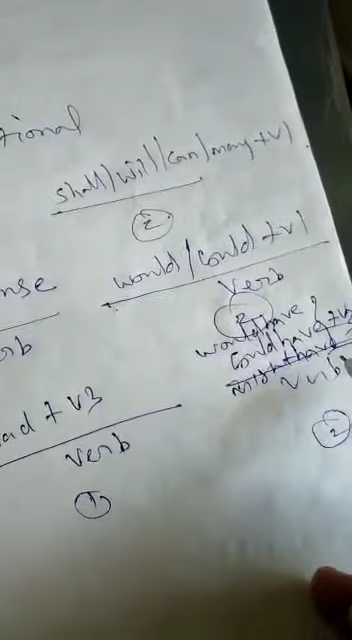 tional
shall/will/can/may + v1
②
would/could + v1
nse
verb
rb
would have
could have + v3
had + v3
verb
verb
②
①